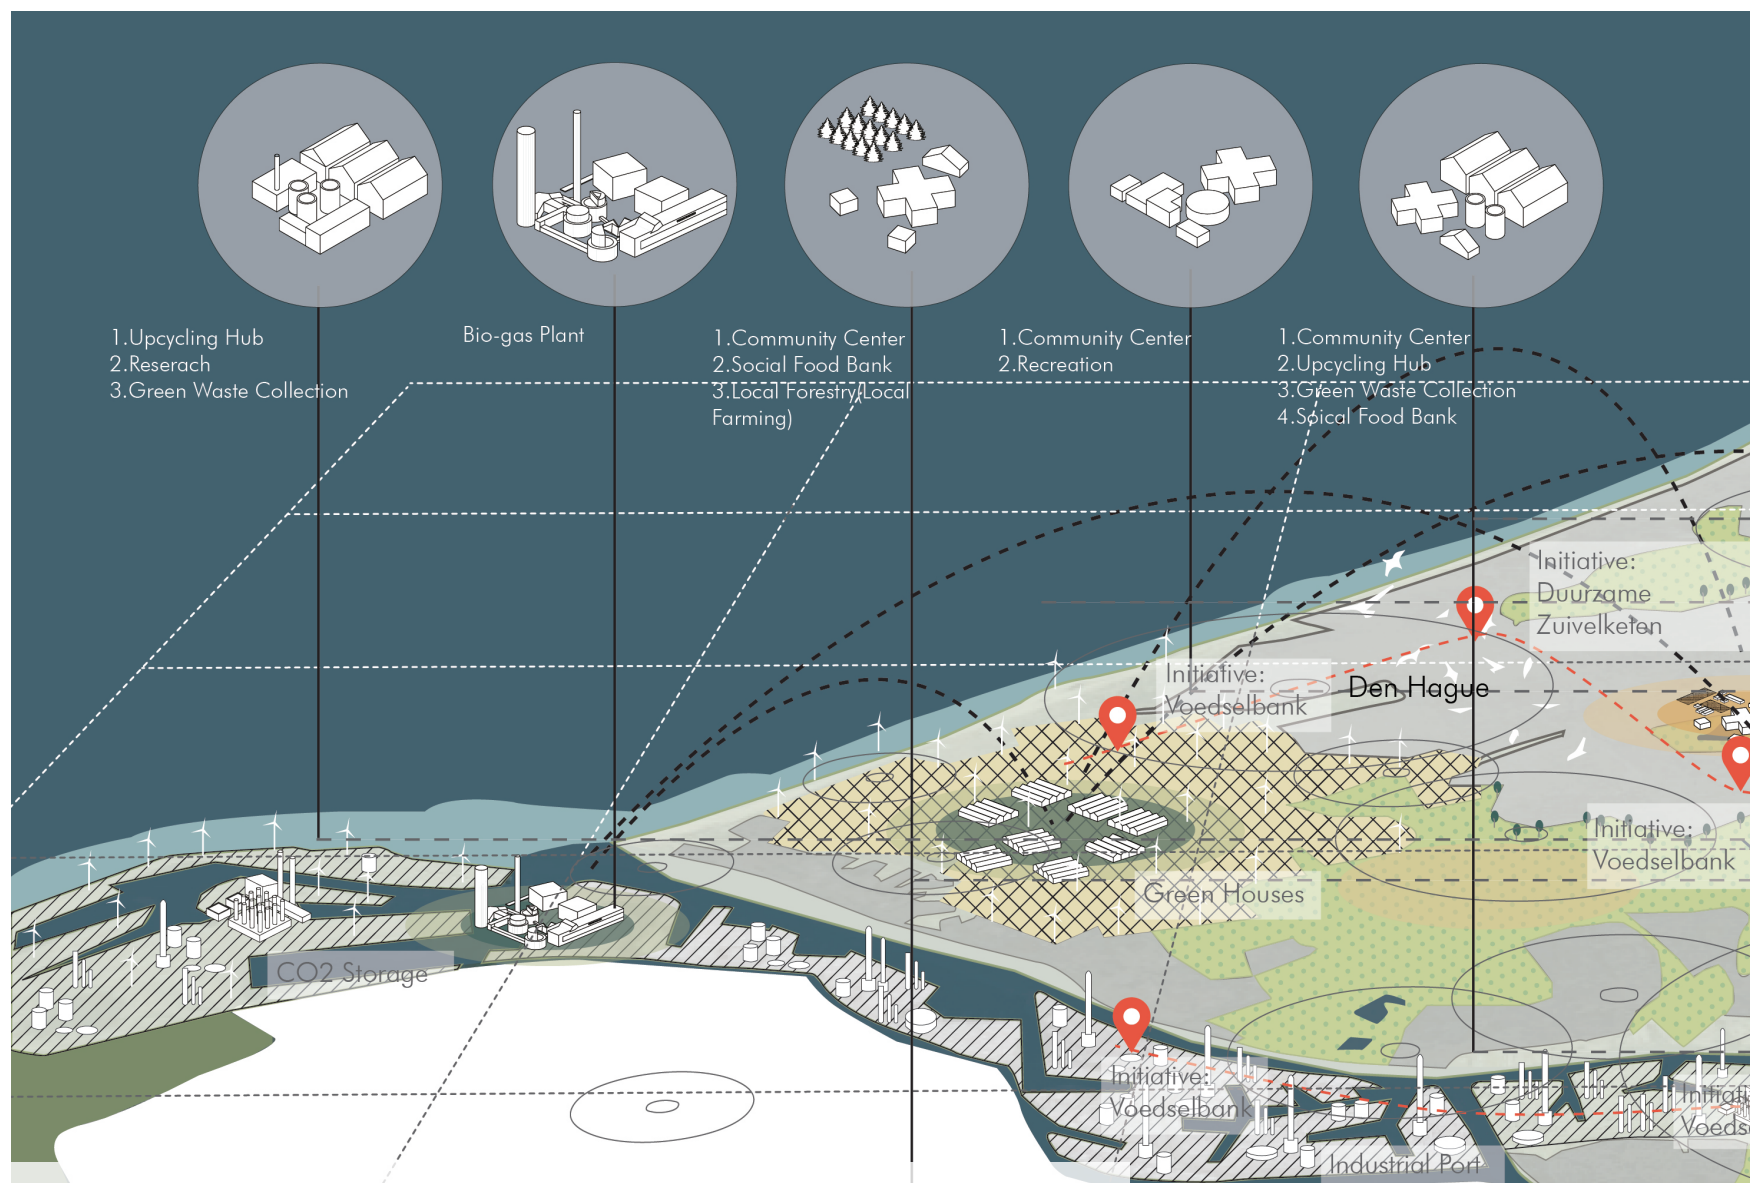 1.Upcycling Hub
2.Reserach
3.Green Waste Collection
Bio-gas Plant
1.Community Center
2.Social Food Bank
3.Local Forestry(Local
Farming)
1.Community Center
2.Recreation
1.Community Center
2.Upcycling Hub
3.Green Waste Collection
4.Soical Food Bank
Initiative:
Duurzame
Zuivelketen
Initiative:
Voedselbank
Den Hague
Initiative:
Voedselbank
Green Houses
CO2 Storage
Initiative:
Voedselbank
Industrial Port